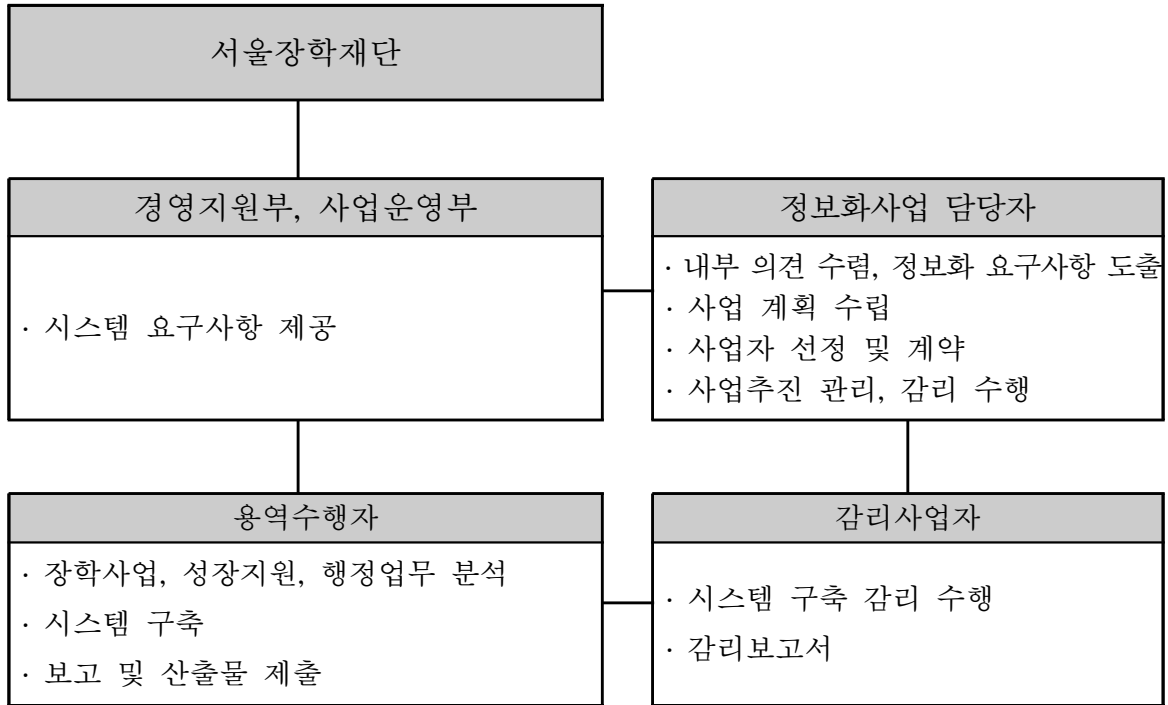 서울장학재단
경영지원부, 사업운영부
· 시스템 요구사항 제공
정보화사업 담당자
· 내부 의견 수렴, 정보화 요구사항 도출
· 사업 계획 수립
· 사업자 선정 및 계약
· 사업추진 관리, 감리 수행
용역수행자
· 장학사업, 성장지원, 행정업무 분석
· 시스템 구축
· 보고 및 산출물 제출
감리사업자
· 시스템 구축 감리 수행
· 감리보고서